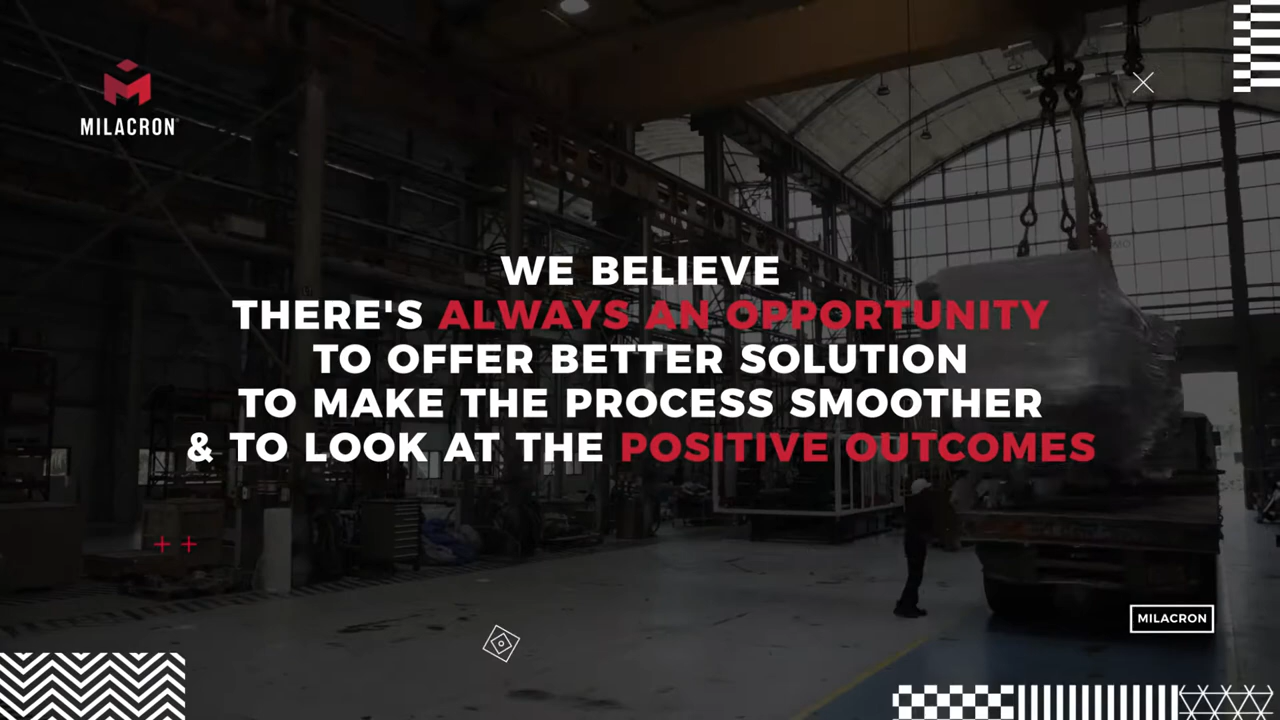 MILACRON
WE BELIEVE
THERE'S ALWAYS AN OPPORTUNITY
TO OFFER BETTER SOLUTION
TO MAKE THE PROCESS SMOOTHER
& TO LOOK AT THE POSITIVE OUTCOMES
MILACRON